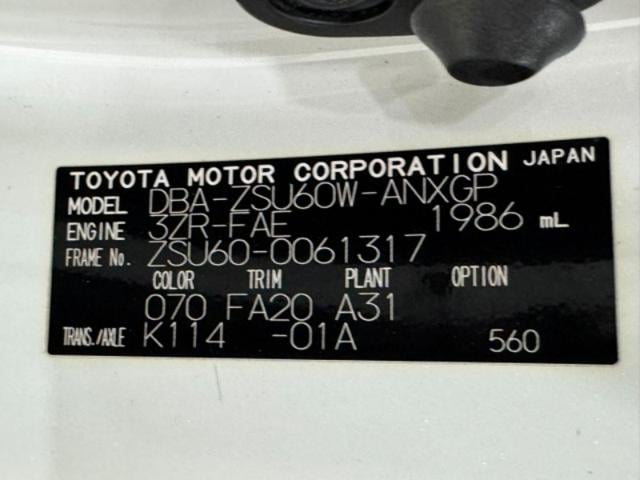 TOYOTA MOTOR CORPORATION JAPAN
MODEL DBA-ZSU60W-ANXGP
ENGINE 3ZR-FAE 1986 mL
FRAME No. ZSU60-0061317
COLOR TRIM PLANT OPTION
070 FA20 A31
TRANS./AXLE K114 -01A 560